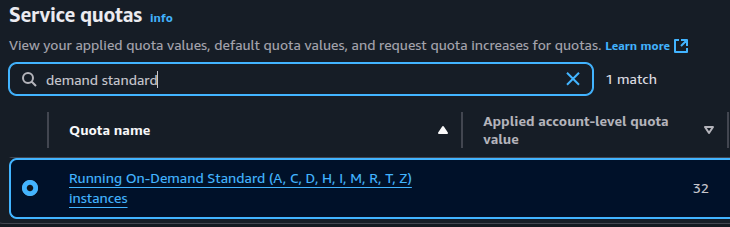 Service quotas Info
View your applied quota values, default quota values, and request quota increases for quotas. Learn more
demand standard
1 match
Quota name
Applied account-level quota
value
Running On-Demand Standard (A, C, D, H, I, M, R, T, Z)
instances
32